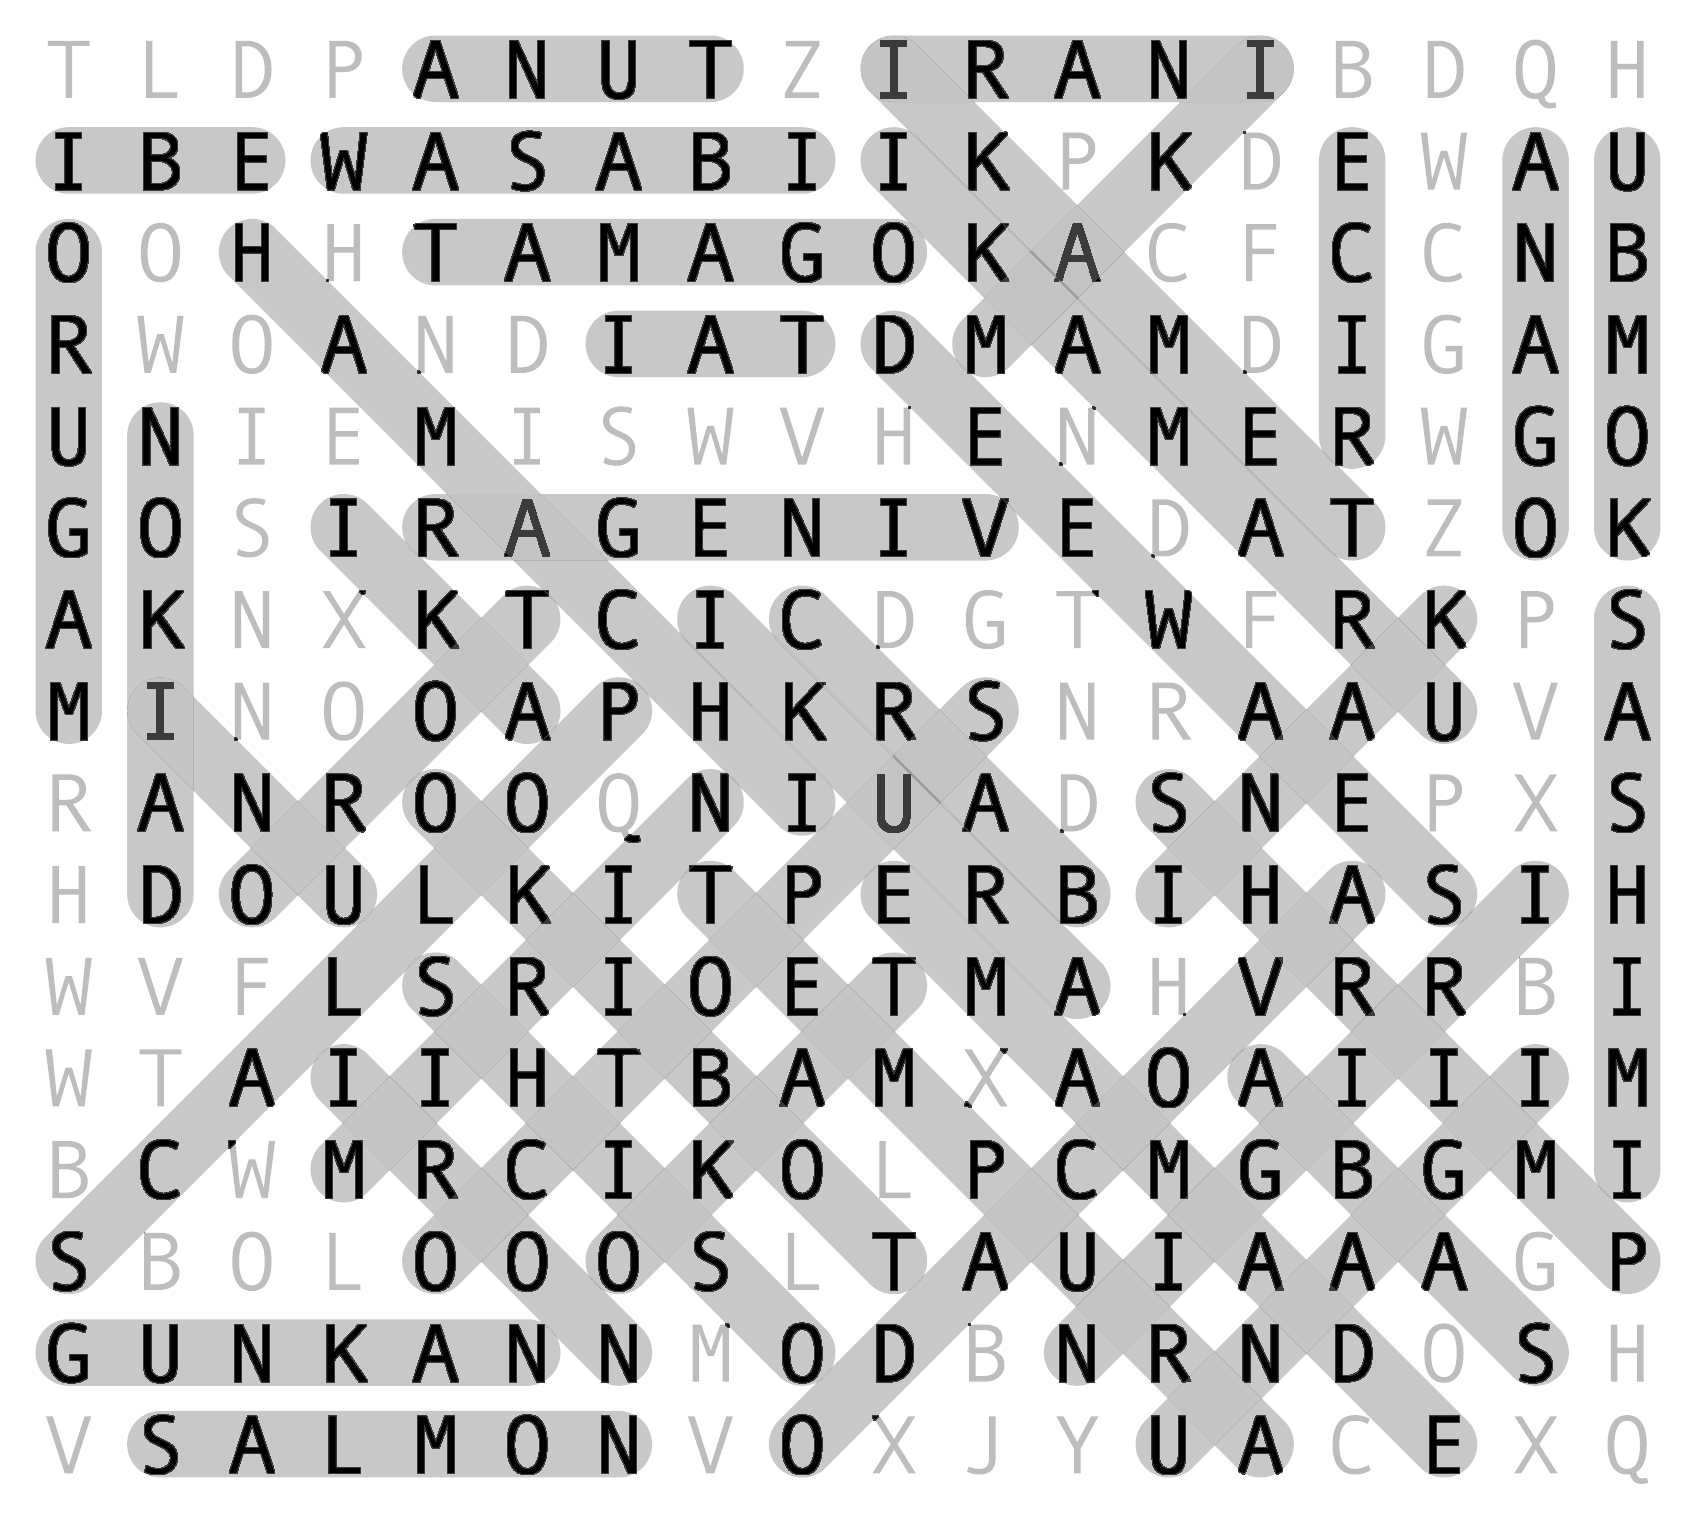 T L D P A N U T Z I R A N I B D Q H
I B E W A S A B I I K P K D E W A U
O O H H T A M A G O K A C F C C N B
R W O A N D I A T D M A M D I G A M
U N I E M I S W V H E N M E R W G O
G O S I R A G E N I V E D A T Z O K
A K N X K T C I C D G T W F R K P S
M I N O O A P H K R S N R A A U V A
R A N R O O Q N I U A D S N E P X S
H D O U L K I T P E R B I H A S I H
W V F L S R I O E T M A H V R R B I
W T A I I H T B A M X A O A I I I M
B C W M R C I K O L P C M G B G M I
S B O L O O O S L T A U I A A A G P
G U N K A N N M O D B N R N D O S H
V S A L M O N V O X J Y U A C E X Q